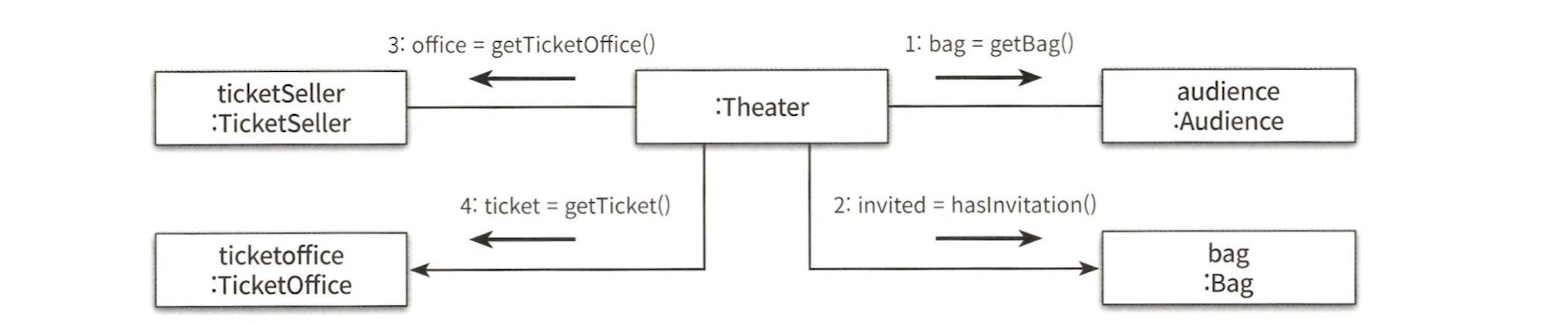 3: office = getTicketOffice()
1: bag = getBag()
ticketSeller
:TicketSeller
:Theater
audience
:Audience
4: ticket = getTicket()
2: invited = hasInvitation()
ticketoffice
:TicketOffice
bag
:Bag